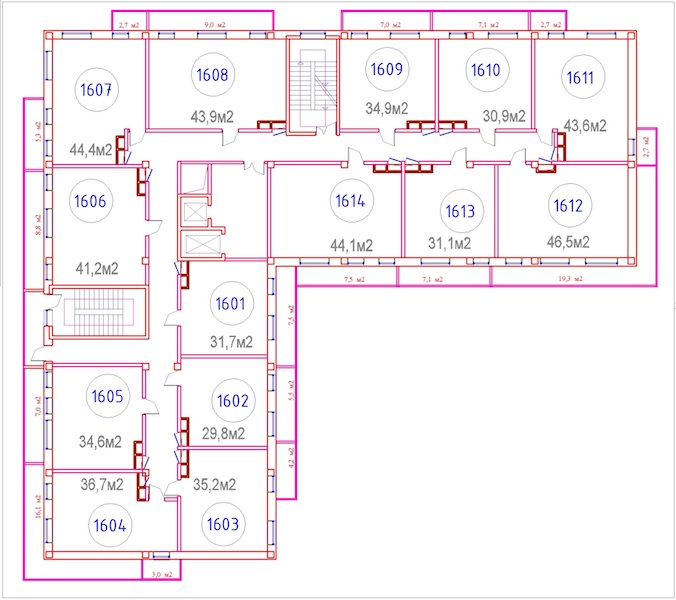 2,7 м2
9,0 м2
7,0 м2
7,1 м2
2,7 м2
1607
1608
1609
1610
1611
44,4м2
43,9м2
34,9м2
30,9м2
43,6м2
5,3 м2
2,7 м2
1606
1614
1613
1612
41,2м2
44,1м2
31,1м2
46,5м2
8,8 м2
7,5 м2
7,1 м2
19,3 м2
1601
31,7м2
7,5 м2
1605
1602
34,6м2
29,8м2
7,0 м2
5,5 м2
36,7м2
35,2м2
4,2 м2
1604
1603
16,1 м2
3,0 м2